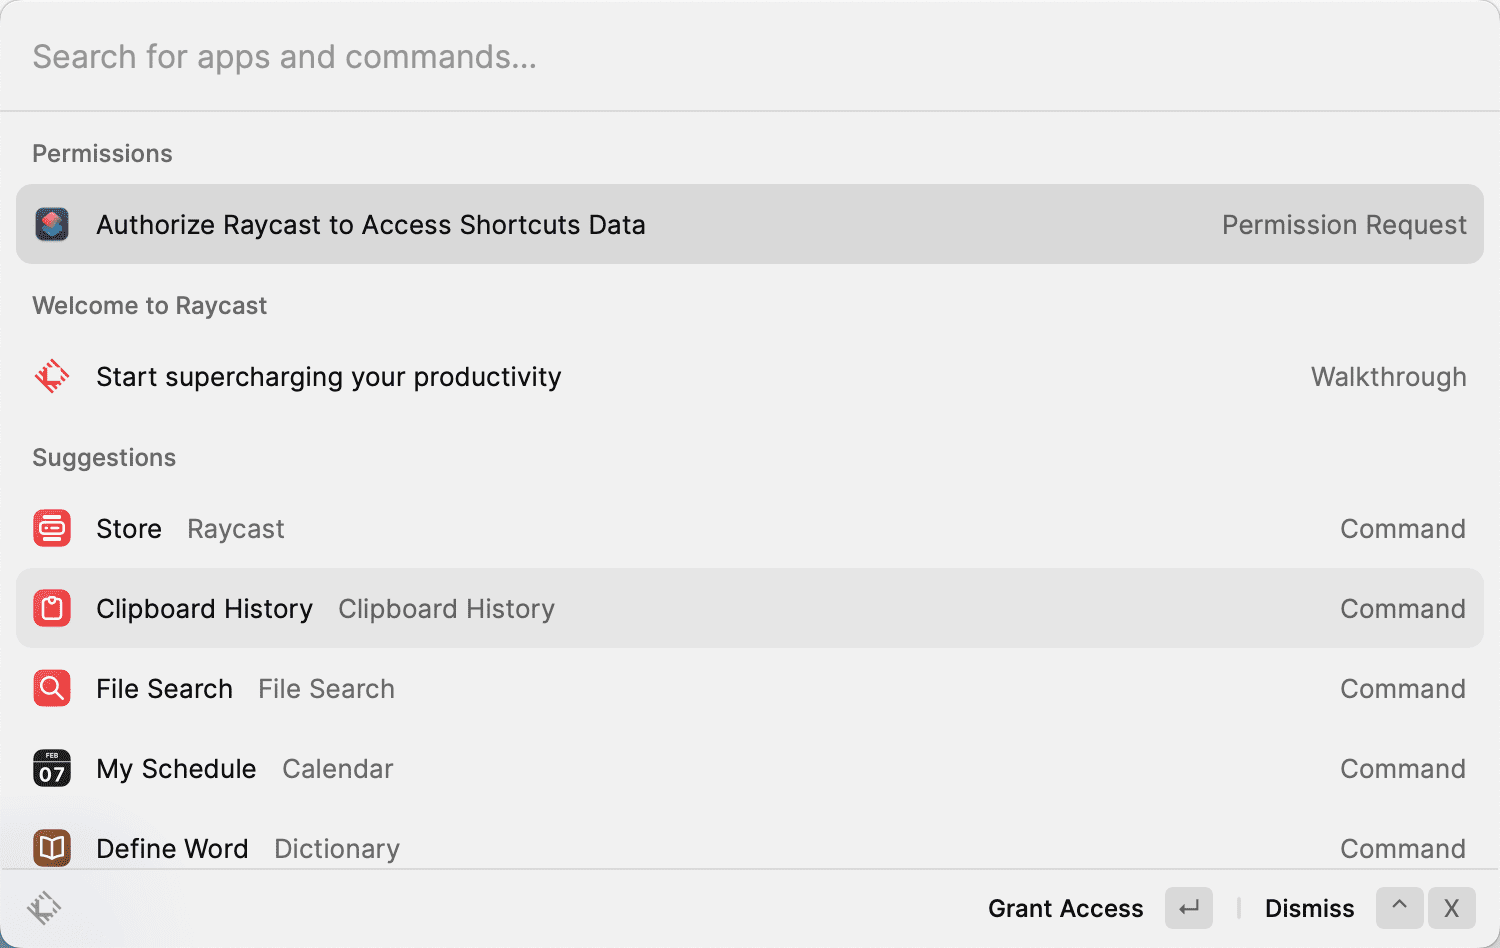 Search for apps and commands...
Permissions
Authorize Raycast to Access Shortcuts Data Permission Request
Welcome to Raycast
Start supercharging your productivity Walkthrough
Suggestions
Store Raycast Command
Clipboard History Clipboard History Command
File Search File Search Command
FEB
07 My Schedule Calendar Command
Define Word Dictionary Command
Grant Access ↵ | Dismiss ^ X